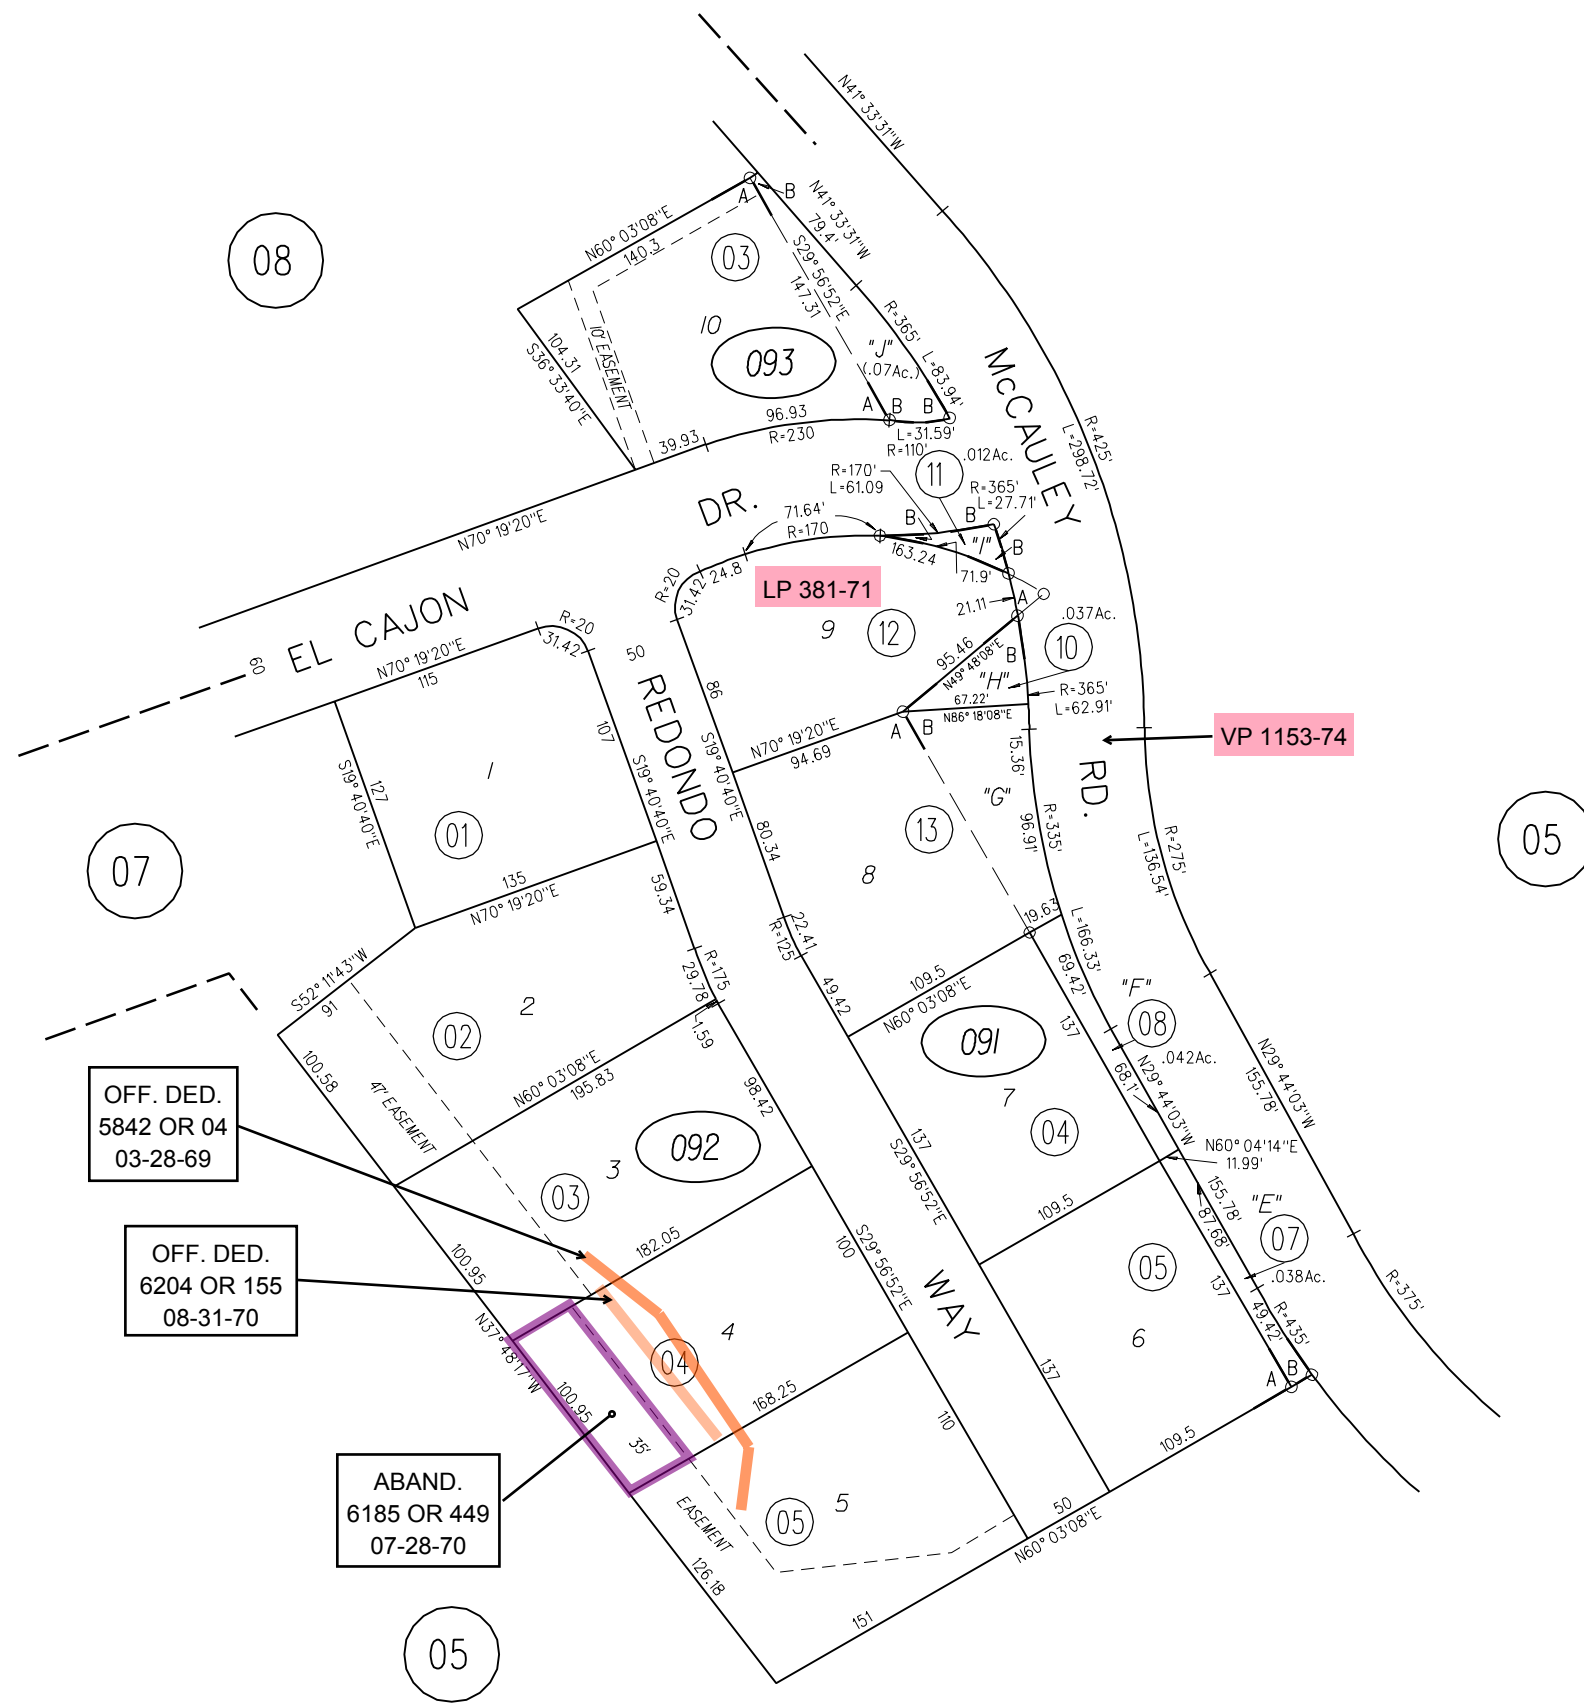 N41° 33'31"W
08
N60° 03'08"E
140.3
A
B
N41° 33'31"W
79.4'
03
S29° 56'52"E
147.31
10
093
10' EASEMENT
104.31
S36° 33'40"E
R=365'
L=83.94'
"J"
(.07Ac.)
McCAULEY
RD.
R=425'
L=298.72'
A
B
B
96.93
R=230
39.93
L=31.59'
R=110'
.012Ac.
11
R=170'
L=61.09
R=365'
L=27.71'
DR.
71.64'
R=170
B
B
"I"
B
N70° 19'20"E
163.24
71.9'
24.8
R=20
31.42
LP 381-71
21.11
A
.037Ac.
9
12
10
EL CAJON
R=20
31.42
50
60
N70° 19'20"E
115
95.46
N49° 48'08"E
B
"H"
R=365'
L=62.91'
67.22'
N86° 18'08"E
86
REDONDO
WAY
A
B
N70° 19'20"E
94.69
VP 1153-74
15.36'
107
S19° 40'40"E
S19° 40'40"E
127
S19° 40'40"E
1
01
"G"
13
R=335'
96.91'
R=275'
L=136.54'
05
07
80.34
8
135
N70° 19'20"E
59.34
22.41
R=125
19.63
L=166.33'
S52° 11'43"W
91
R=175
29.78
49.42
109.5
N60° 03'08"E
69.42'
137
"F"
08
.042Ac.
2
02
1.59
091
100.58
47' EASEMENT
N60° 03'08"E
195.83
98.42
7
04
68.1'
N29° 44'03"W
N29° 44'03"W
155.78'
OFF. DED.
5842 OR 04
03-28-69
092
3
03
137
S29° 56'52"E
N60° 04'14"E
11.99'
109.5
155.78'
87.68'
"E"
07
.038Ac.
OFF. DED.
6204 OR 155
08-31-70
100.95
182.05
100
S29° 56'52"E
05
137
49.42'
R=435'
R=375'
N37° 48'17"W
4
04
6
137
A
B
100.95
35'
168.25
110
109.5
ABAND.
6185 OR 449
07-28-70
EASEMENT
5
05
50
N60° 03'08"E
126.18
151
05